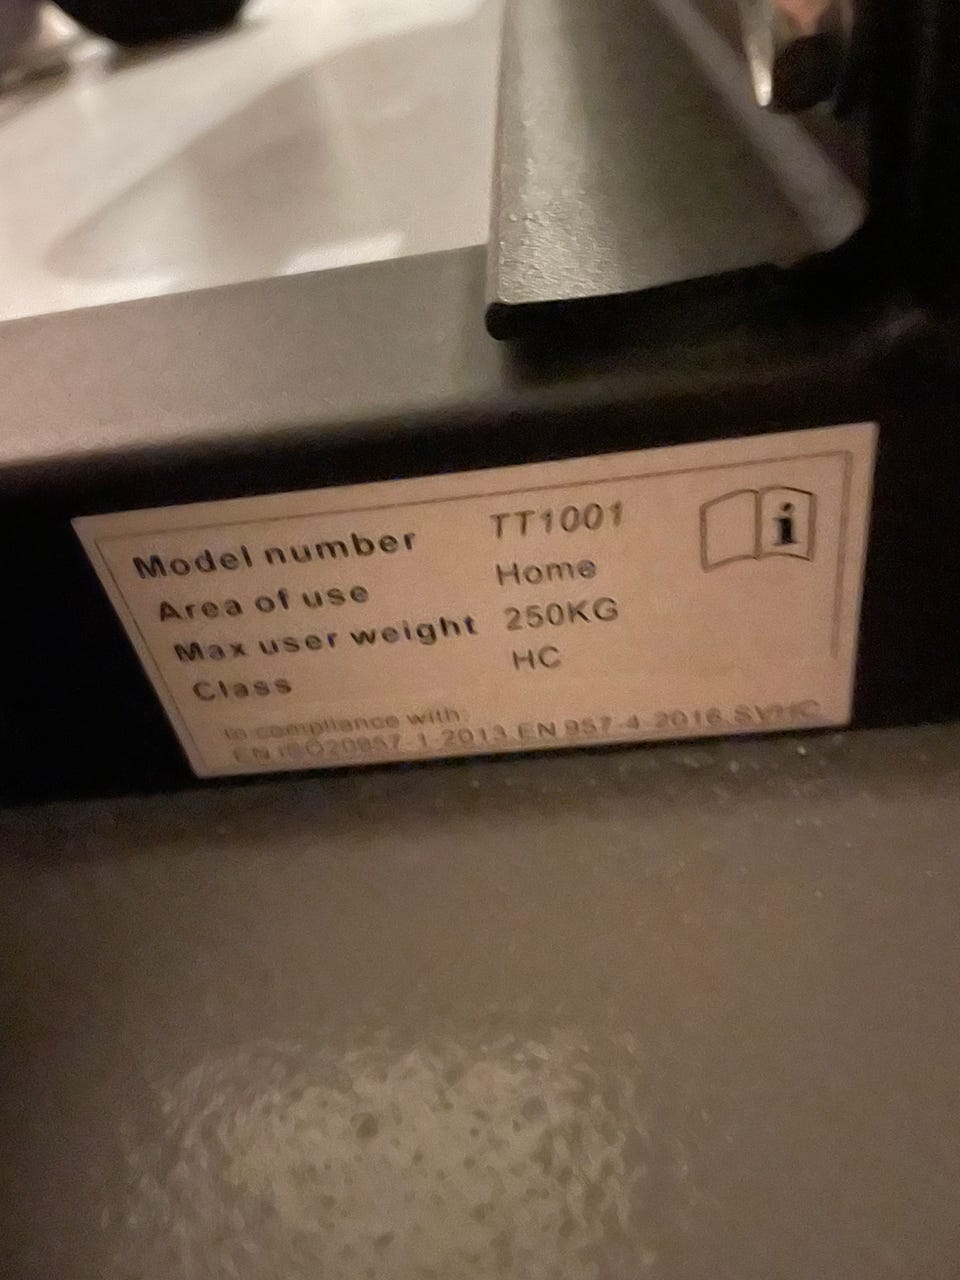 Model number TT1001
Area of use Home
Max user weight 250KG
Class HC
In compliance with:
EN ISO20957-1-2013,EN 957-4-2016 SVHC
i